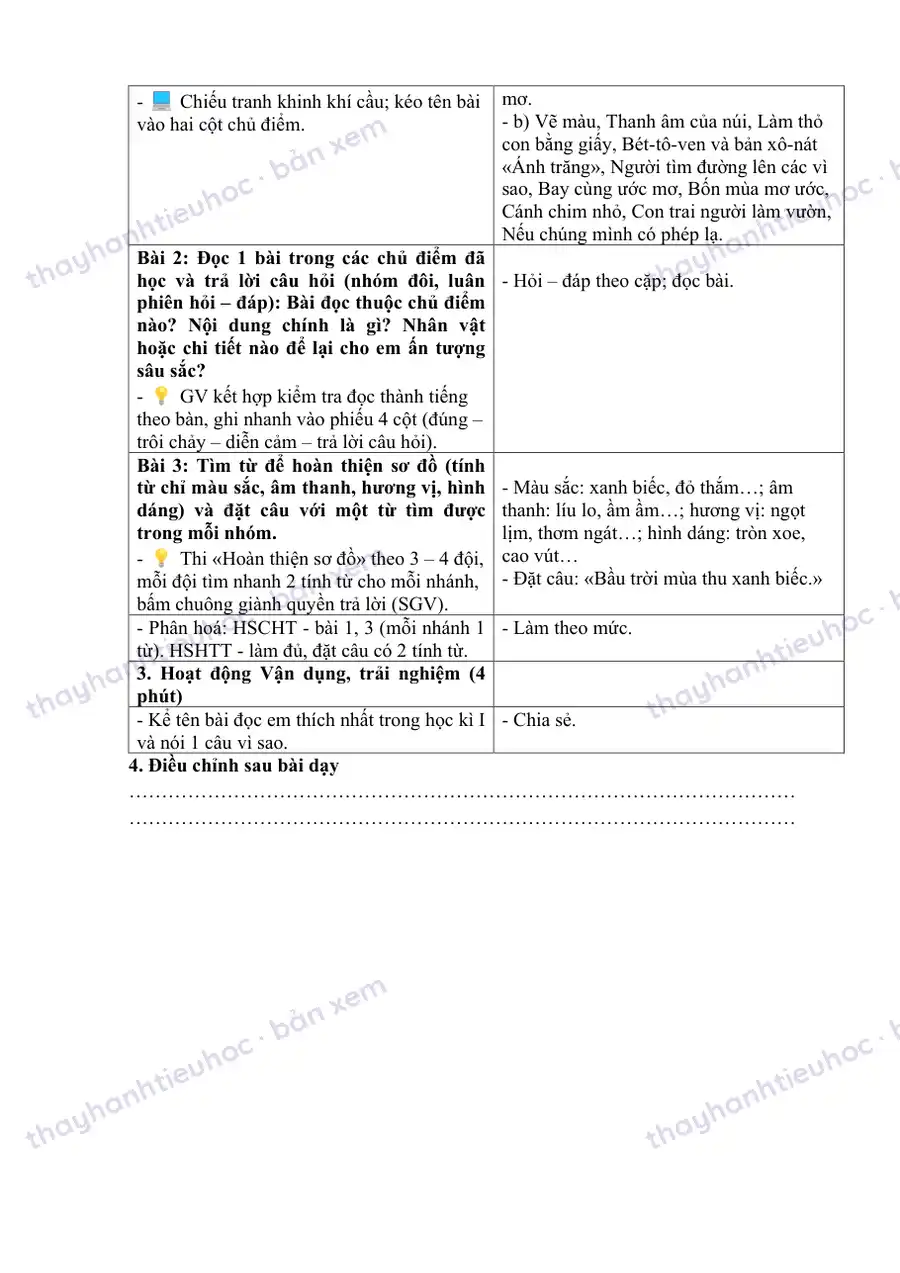 - 💻 Chiếu tranh khinh khí cầu; kéo tên bài
vào hai cột chủ điểm.
mơ.
- b) Vẽ màu, Thanh âm của núi, Làm thỏ
con bằng giấy, Bét-tô-ven và bản xô-nát
«Ánh trăng», Người tìm đường lên các vì
sao, Bay cùng ước mơ, Bốn mùa mơ ước,
Cánh chim nhỏ, Con trai người làm vườn,
Nếu chúng mình có phép lạ.
Bài 2: Đọc 1 bài trong các chủ điểm đã
học và trả lời câu hỏi (nhóm đôi, luân
phiên hỏi – đáp): Bài đọc thuộc chủ điểm
nào? Nội dung chính là gì? Nhân vật
hoặc chi tiết nào để lại cho em ấn tượng
sâu sắc?
- 💡 GV kết hợp kiểm tra đọc thành tiếng
theo bàn, ghi nhanh vào phiếu 4 cột (đúng –
trôi chảy – diễn cảm – trả lời câu hỏi).
- Hỏi – đáp theo cặp; đọc bài.
Bài 3: Tìm từ để hoàn thiện sơ đồ (tính
từ chỉ màu sắc, âm thanh, hương vị, hình
dáng) và đặt câu với một từ tìm được
trong mỗi nhóm.
- 💡 Thi «Hoàn thiện sơ đồ» theo 3 – 4 đội,
mỗi đội tìm nhanh 2 tính từ cho mỗi nhánh,
bấm chuông giành quyền trả lời (SGV).
- Màu sắc: xanh biếc, đỏ thắm…; âm
thanh: líu lo, ầm ầm…; hương vị: ngọt
lịm, thơm ngát…; hình dáng: tròn xoe,
cao vút…
- Đặt câu: «Bầu trời mùa thu xanh biếc.»
- Phân hoá: HSCHT - bài 1, 3 (mỗi nhánh 1
từ). HSHTT - làm đủ, đặt câu có 2 tính từ.
- Làm theo mức.
3. Hoạt động Vận dụng, trải nghiệm (4
phút)
- Kể tên bài đọc em thích nhất trong học kì I
và nói 1 câu vì sao.
- Chia sẻ.
4. Điều chỉnh sau bài dạy
……………………………………………………………………………………
……………………………………………………………………………………
thayhanhtieuhoc · bản xem
thayhanhtieuhoc · b
thayhanhtieuhoc · bản xem
thayhanhtieuhoc · b
thayhanhtieuhoc · bản xem
thayhanhtieuhoc · b